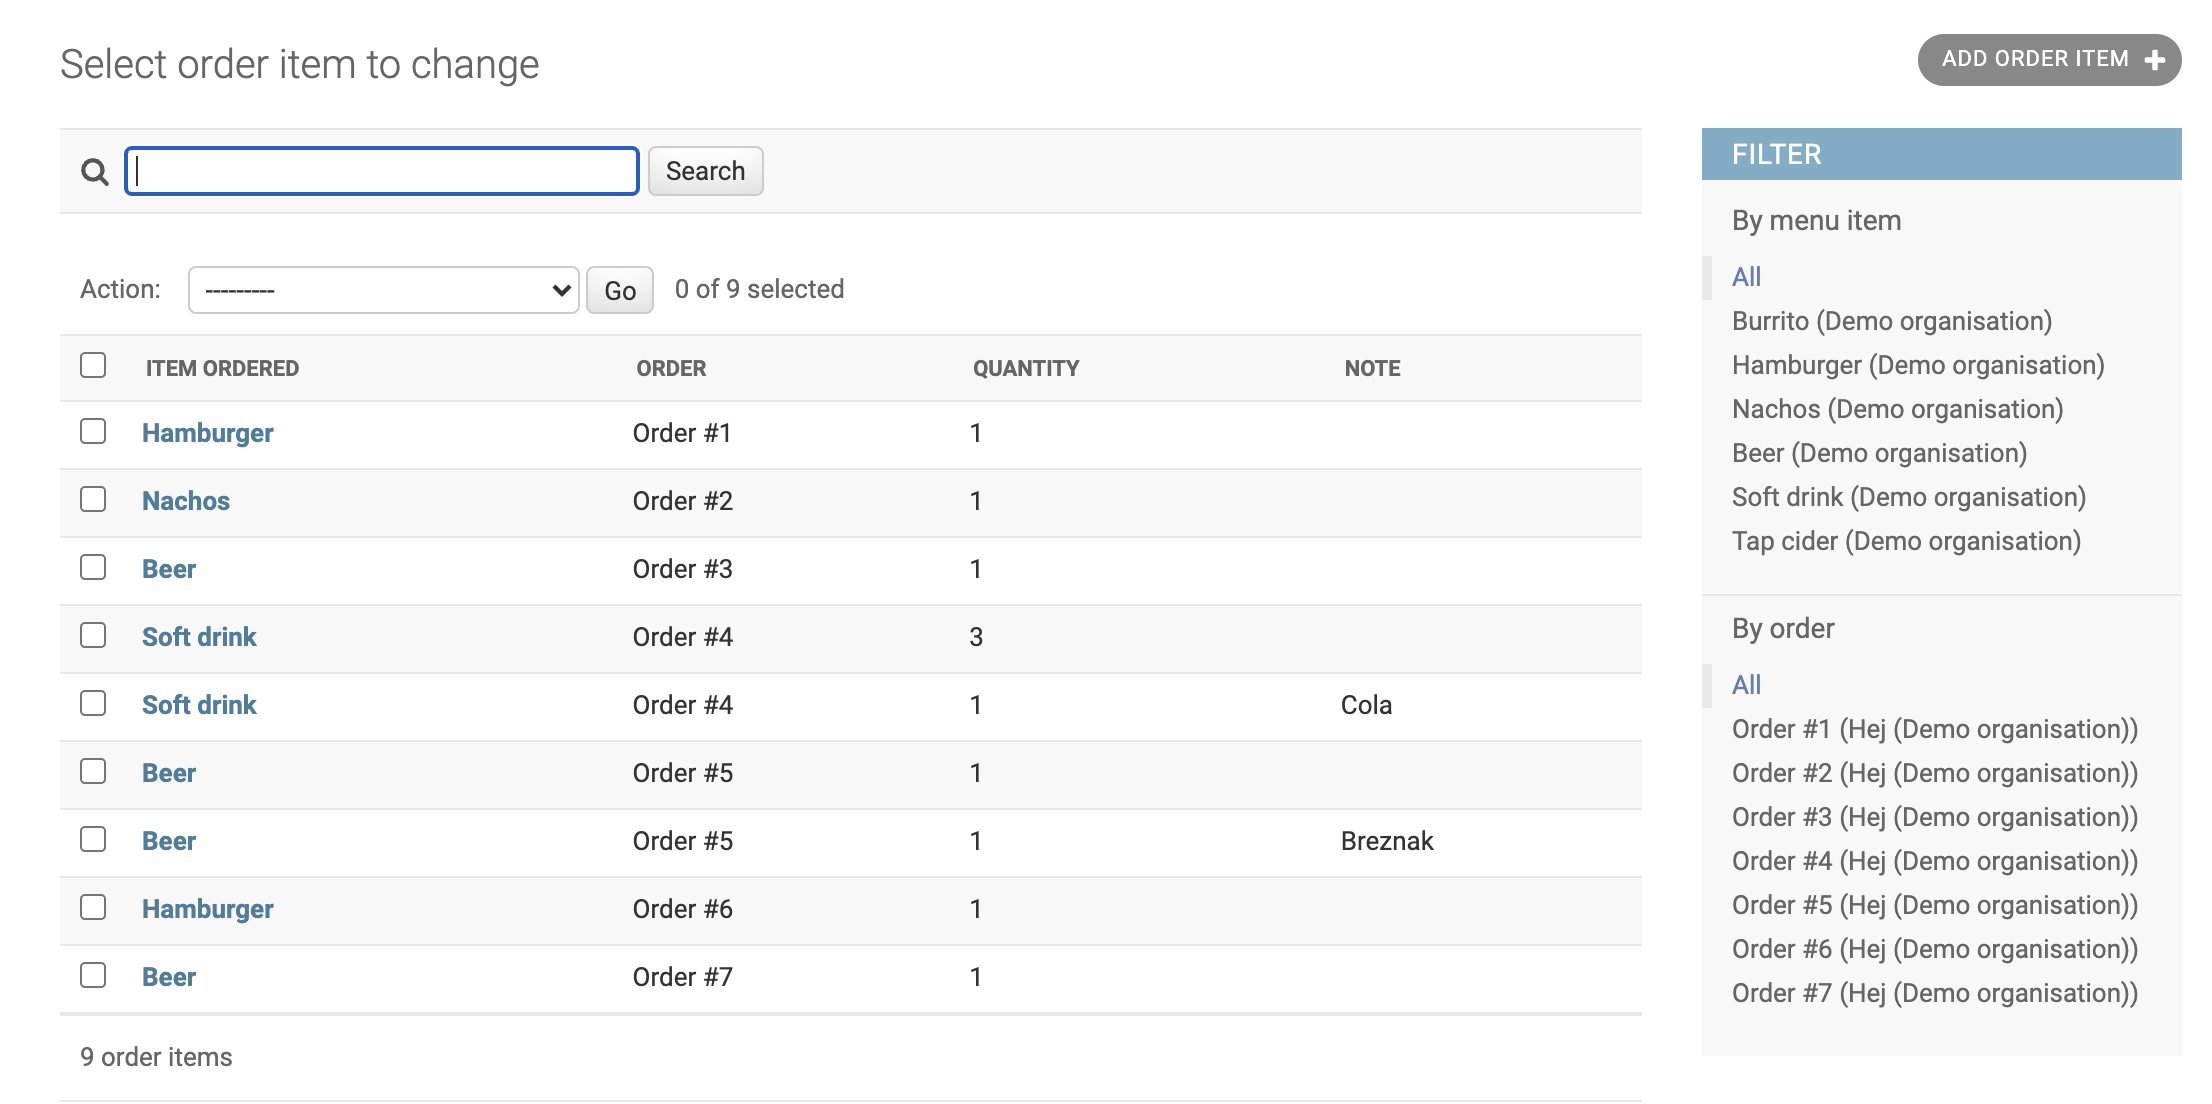 Select order item to change
ADD ORDER ITEM
Search
Action: --------- Go 0 of 9 selected
ITEM ORDERED ORDER QUANTITY NOTE
Hamburger Order #1 1
Nachos Order #2 1
Beer Order #3 1
Soft drink Order #4 3
Soft drink Order #4 1 Cola
Beer Order #5 1
Beer Order #5 1 Breznak
Hamburger Order #6 1
Beer Order #7 1
9 order items
FILTER
By menu item
All
Burrito (Demo organisation)
Hamburger (Demo organisation)
Nachos (Demo organisation)
Beer (Demo organisation)
Soft drink (Demo organisation)
Tap cider (Demo organisation)
By order
All
Order #1 (Hej (Demo organisation))
Order #2 (Hej (Demo organisation))
Order #3 (Hej (Demo organisation))
Order #4 (Hej (Demo organisation))
Order #5 (Hej (Demo organisation))
Order #6 (Hej (Demo organisation))
Order #7 (Hej (Demo organisation))